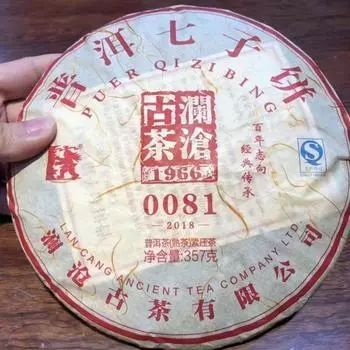 普洱七子饼
PUER QIZIBING
瀾滄
古茶
1966
百年志向
经典传承
0081
2018
普洱茶(熟茶)紧压茶
净含量:357克
LAN CANG ANCIENT TEA COMPANY LTD.
澜沧古茶有限公司